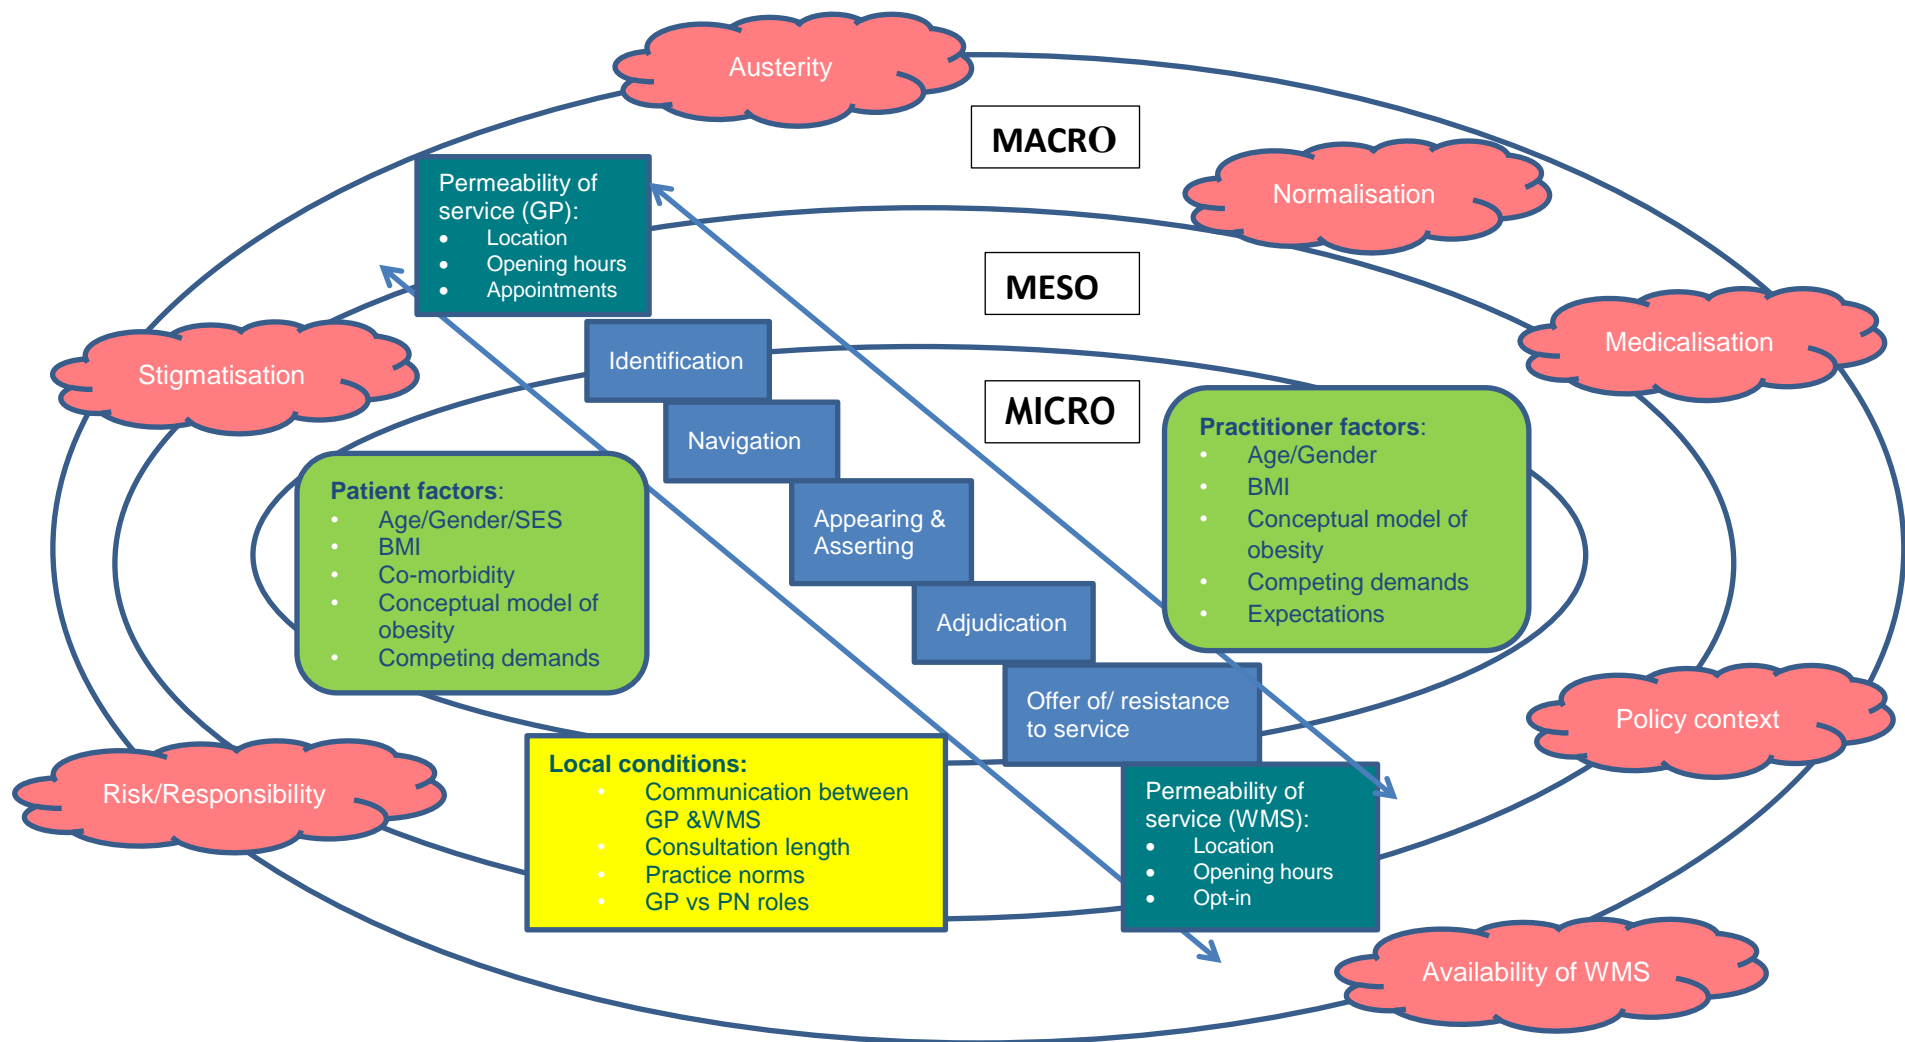 Austerity
MACRO
Normalisation
Permeability of
service (GP):
• Location
• Opening hours
• Appointments
MESO
Medicalisation
Stigmatisation
Identification
MICRO
Navigation
Practitioner factors:
• Age/Gender
• BMI
• Conceptual model of
obesity
• Competing demands
• Expectations
Patient factors:
• Age/Gender/SES
• BMI
• Co-morbidity
• Conceptual model of
obesity
• Competing demands
Appearing &
Asserting
Adjudication
Offer of/ resistance
to service
Policy context
Risk/Responsibility
Local conditions:
• Communication between
GP &WMS
• Consultation length
• Practice norms
• GP vs PN roles
Permeability of
service (WMS):
• Location
• Opening hours
• Opt-in
Availability of WMS